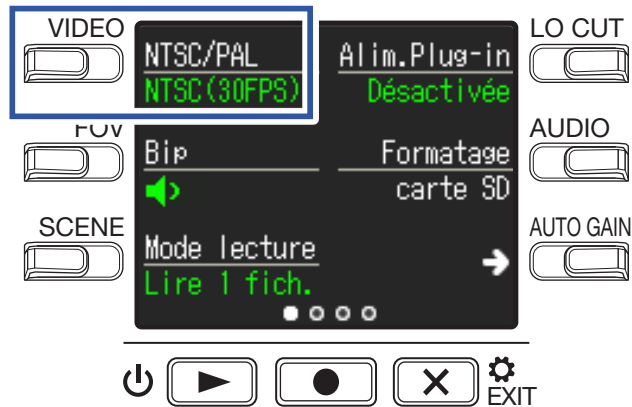 VIDEO
LO CUT
NTSC/PAL
Alim.Plug-in
NTSC(30FPS)
Désactivée
FOV
AUDIO
Bip
Formatage
carte SD
SCENE
AUTO GAIN
Mode lecture
Lire 1 fich.
EXIT